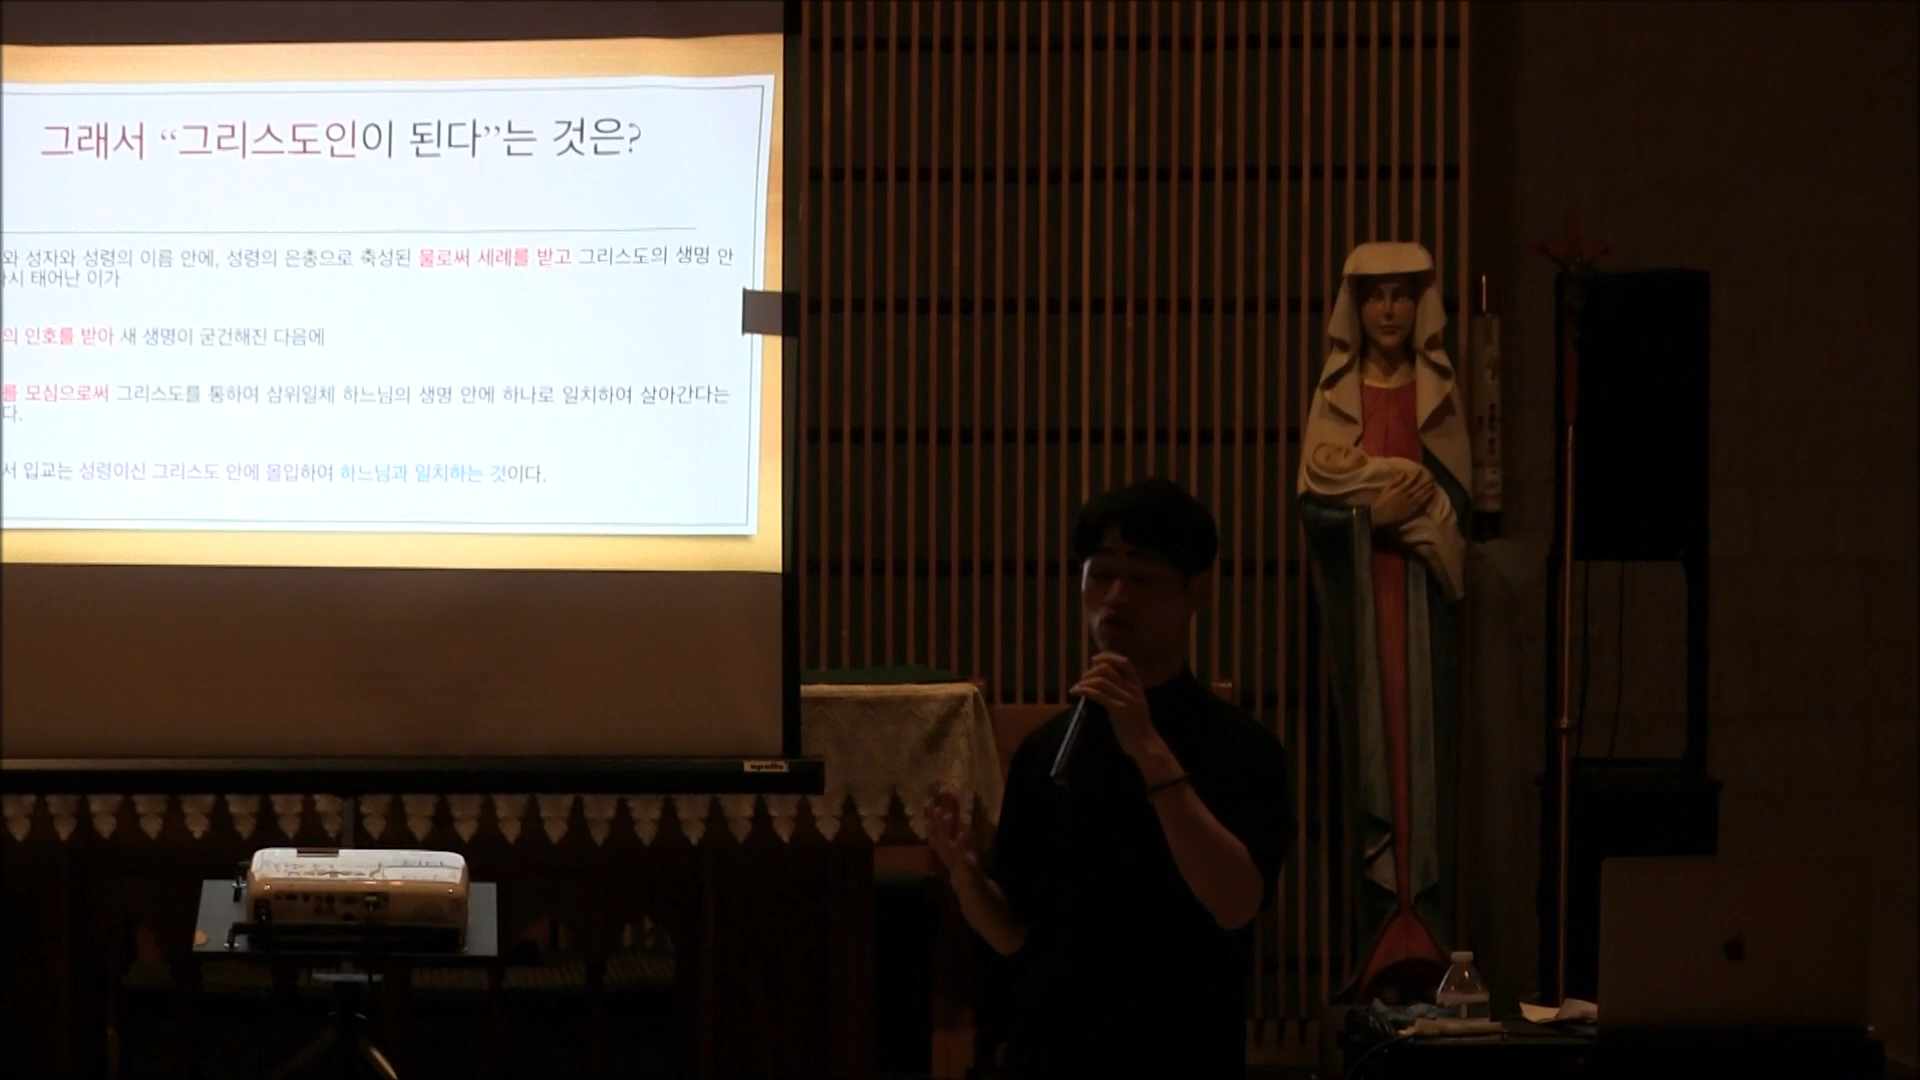 그래서 “그리스도인이 된다”는 것은?
와 성자와 성령의 이름 안에, 성령의 은총으로 축성된 물로써 세례를 받고 그리스도의 생명 안
시 태어난 이가
의 인호를 받아 새 생명이 굳건해진 다음에
를 모심으로써 그리스도를 통하여 삼위일체 하느님의 생명 안에 하나로 일치하여 살아간다는
다.
서 입교는 성령이신 그리스도 안에 몰입하여 하느님과 일치하는 것이다.
apollo